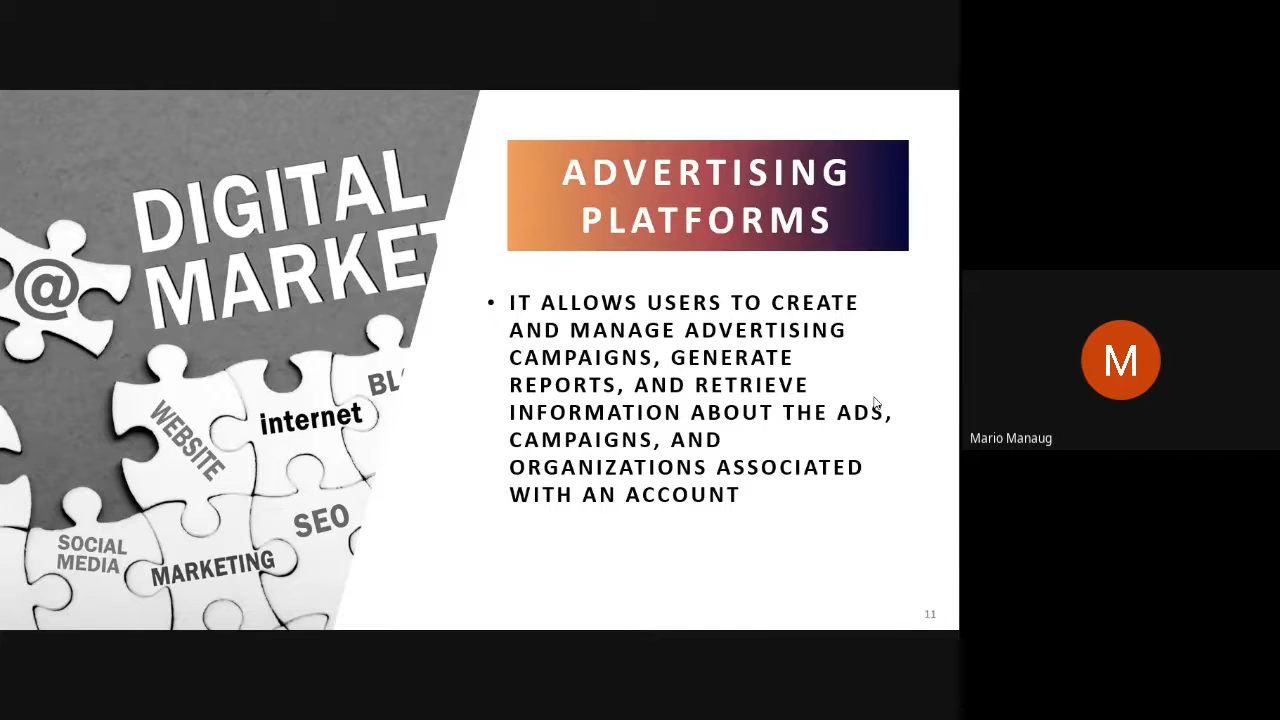 DIGITAL
MARKET
@
WEBSITE
internet
SOCIAL
MEDIA
MARKETING
SEO
ADVERTISING
PLATFORMS
• IT ALLOWS USERS TO CREATE
AND MANAGE ADVERTISING
CAMPAIGNS, GENERATE
REPORTS, AND RETRIEVE
INFORMATION ABOUT THE ADS,
CAMPAIGNS, AND
ORGANIZATIONS ASSOCIATED
WITH AN ACCOUNT
11
M
Mario Manaug